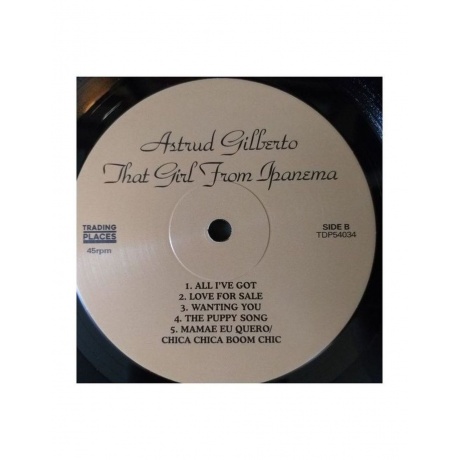 Astrud Gilberto
That Girl From Ipanema
TRADING
PLACES
45rpm
SIDE B
TDP54034
1. ALL I'VE GOT
2. LOVE FOR SALE
3. WANTING YOU
4. THE PUPPY SONG
5. MAMAE EU QUERO/
CHICA CHICA BOOM CHIC